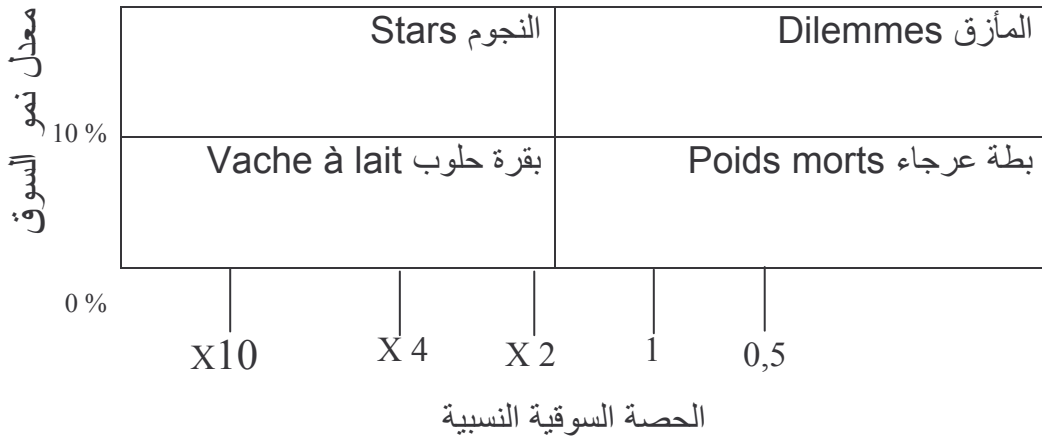 معدل نمو السوق
النجوم Stars
المأزق Dilemmes
10 %
بقرة حلوب Vache à lait
بطة عرجاء Poids morts
0 %
X10
X 4
X 2
1
0,5
الحصة السوقية النسبية